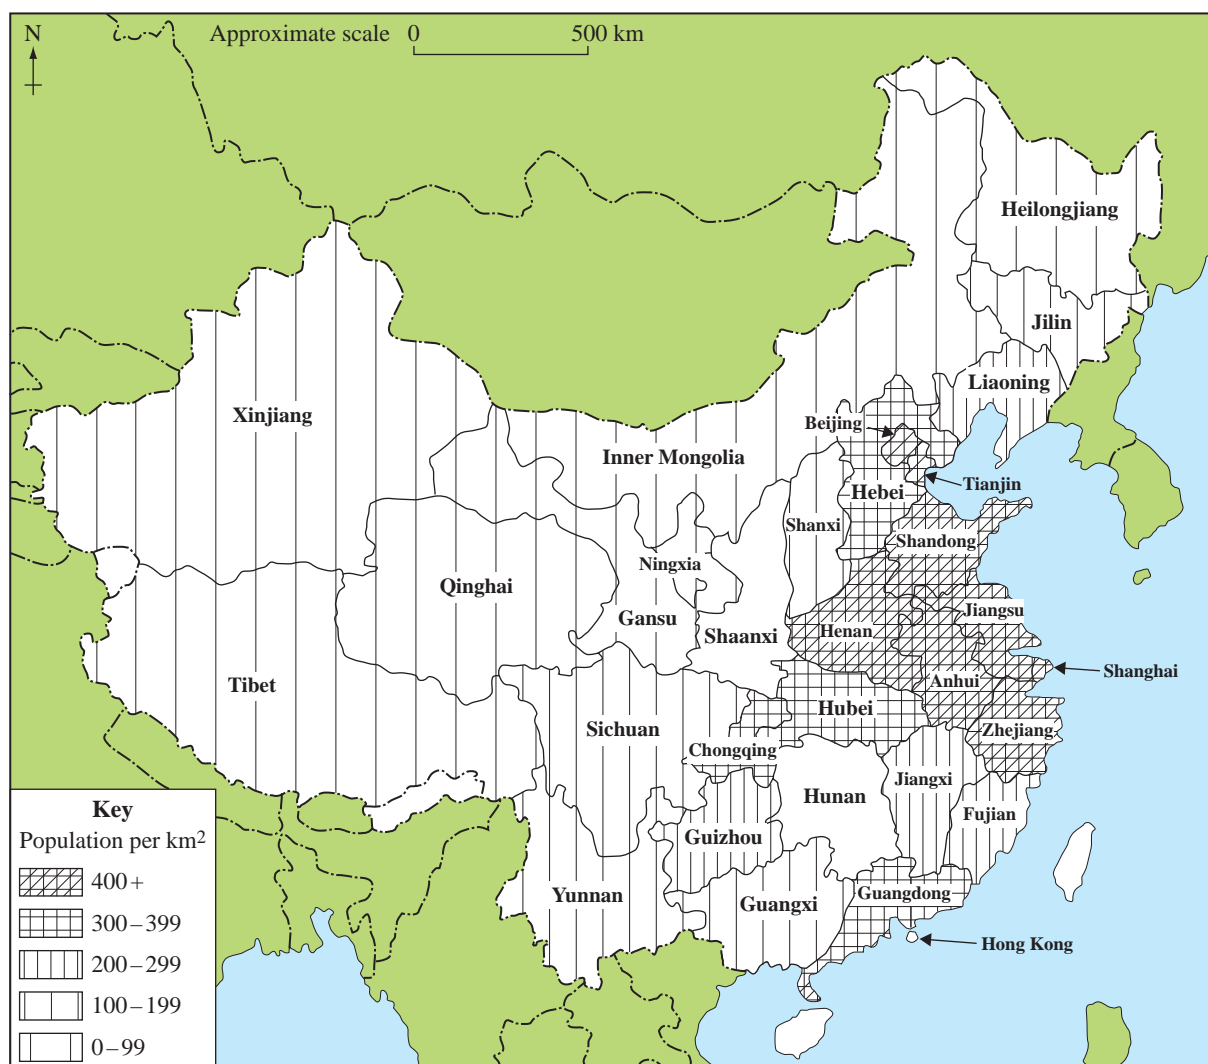 N
Approximate scale 0 500 km
Heilongjiang
Jilin
Liaoning
Xinjiang
Beijing
Inner Mongolia
Tianjin
Hebei
Shanxi
Shandong
Ningxia
Qinghai
Gansu
Jiangsu
Henan
Shaanxi
Shanghai
Tibet
Anhui
Hubei
Sichuan
Zhejiang
Chongqing
Jiangxi
Hunan
Fujian
Guizhou
Yunnan
Guangxi
Guangdong
Hong Kong
Key
Population per km²
400+
300–399
200–299
100–199
0–99